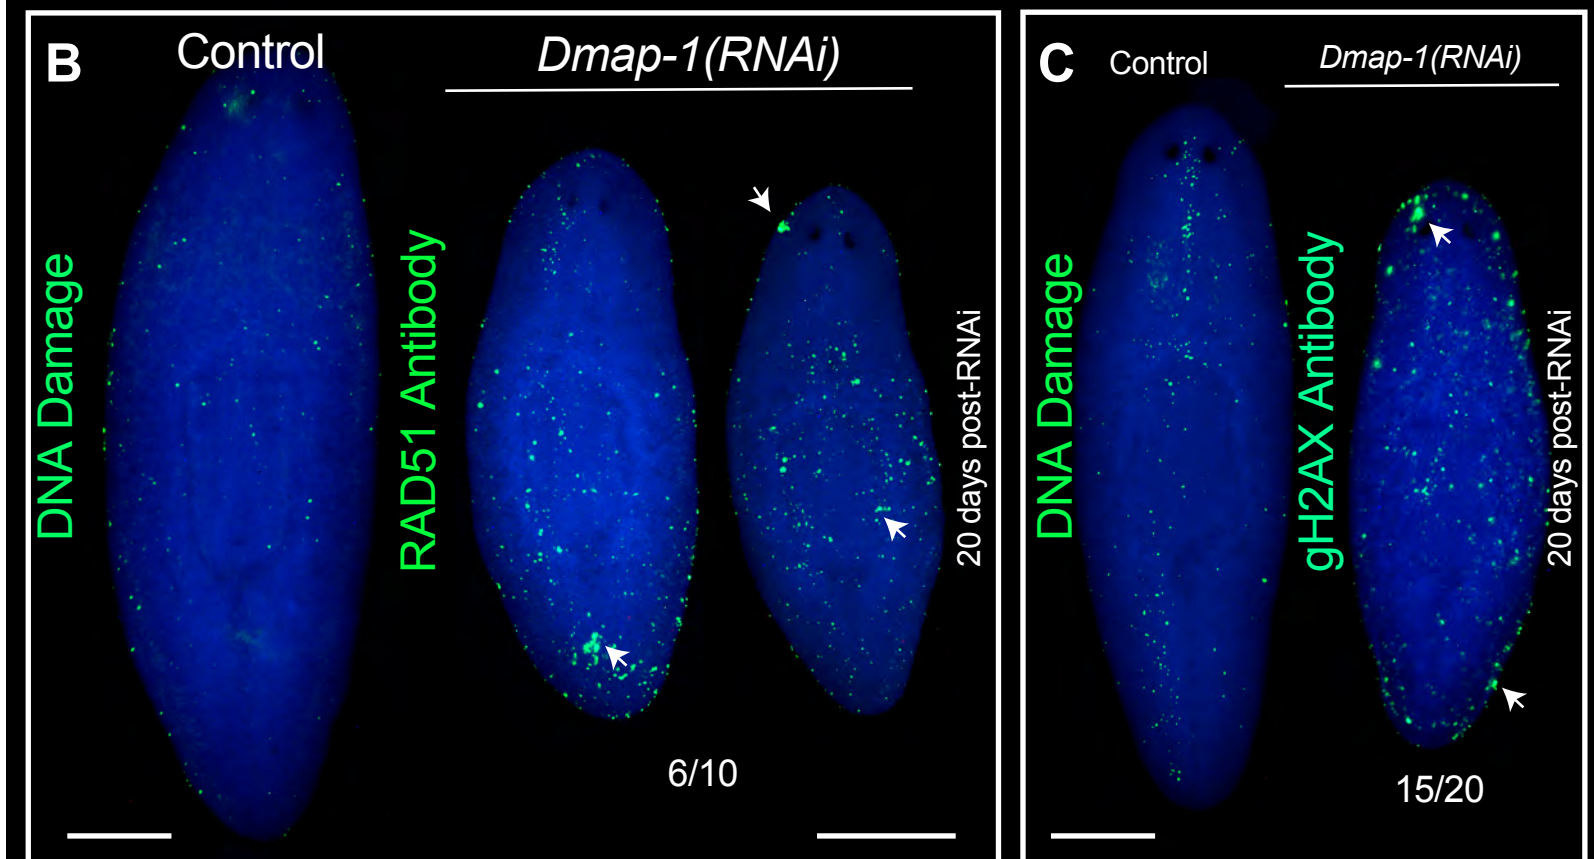 B
Control
Dmap-1(RNAi)
DNA Damage
RAD51 Antibody
20 days post-RNAi
6/10
C
Control
Dmap-1(RNAi)
DNA Damage
gH2AX Antibody
20 days post-RNAi
15/20